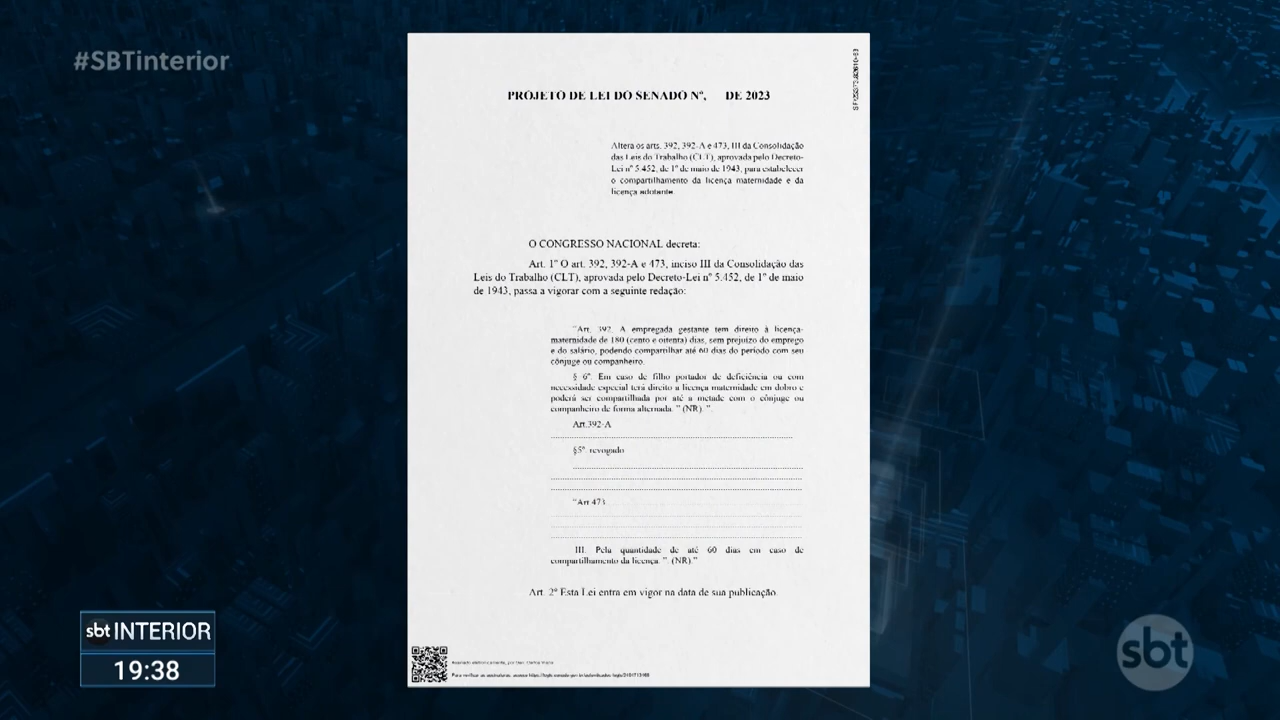 #SBTinterior
PROJETO DE LEI DO SENADO Nº, DE 2023
Altera os arts. 392, 392-A e 473, III da Consolidação
das Leis do Trabalho (CLT), aprovada pelo Decreto-
Lei nº 5.452, de 1º de maio de 1943, para estabelecer
o compartilhamento da licença maternidade e da
licença adotante.
O CONGRESSO NACIONAL decreta:
Art. 1º O art. 392, 392-A e 473, inciso III da Consolidação das
Leis do Trabalho (CLT), aprovada pelo Decreto-Lei nº 5.452, de 1º de maio
de 1943, passa a vigorar com a seguinte redação:
"Art. 392. A empregada gestante tem direito à licença-
maternidade de 180 (cento e oitenta) dias, sem prejuízo do emprego
e do salário, podendo compartilhar até 60 dias do período com seu
cônjuge ou companheiro.
§ 6º. Em caso de filho portador de deficiência ou com
necessidade especial terá direito a licença maternidade em dobro e
poderá ser compartilhada por até a metade com o cônjuge ou
companheiro de forma alternada. " (NR). ".
Art.392-A
§5º. revogado
"Art.473
III. Pela quantidade de até 60 dias em caso de
compartilhamento da licença. ". (NR)."
Art. 2º Esta Lei entra em vigor na data de sua publicação.
Para verificar as assinaturas, acesse
sbt INTERIOR
19:38
sbt